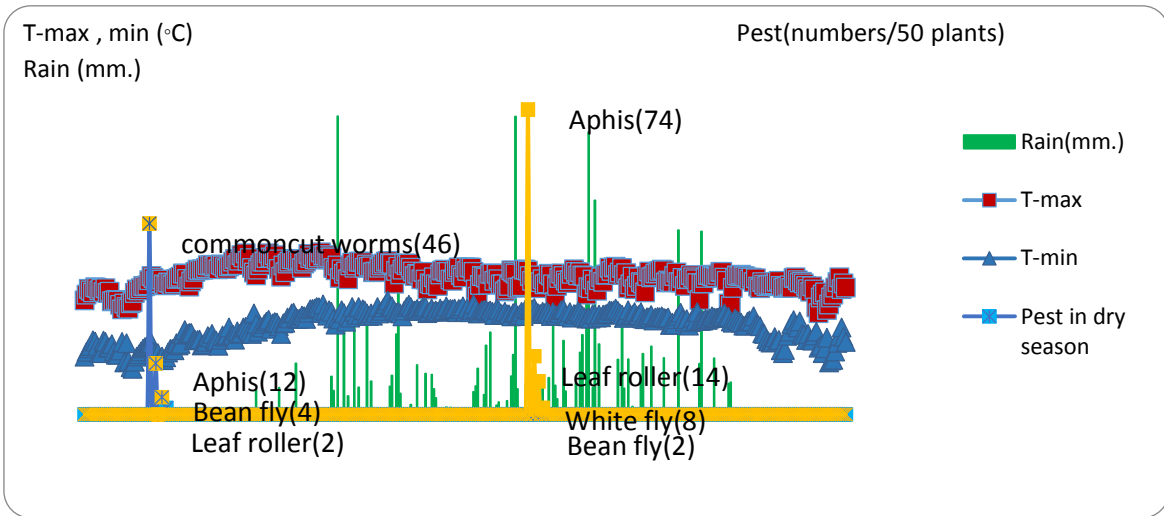 T-max , min (◦C)
Rain (mm.)
Pest(numbers/50 plants)
Aphis(74)
commoncut worms(46)
Aphis(12)
Bean fly(4)
Leaf roller(2)
Leaf roller(14)
White fly(8)
Bean fly(2)
Rain(mm.)
T-max
T-min
Pest in dry
season